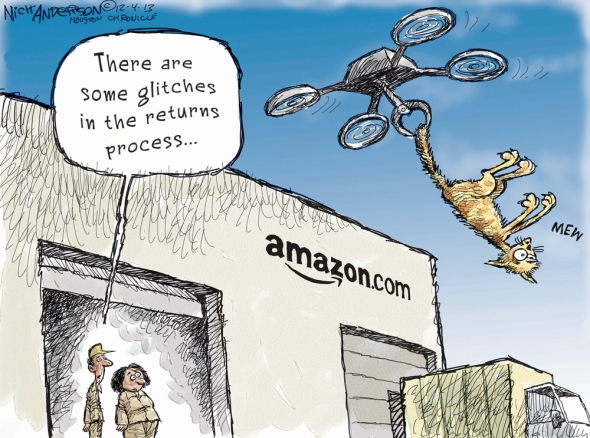 NICK ANDERSON ©12-4-13
HOUSTON CHRONICLE
There are
some glitches
in the returns
process...
amazon.com
MEW